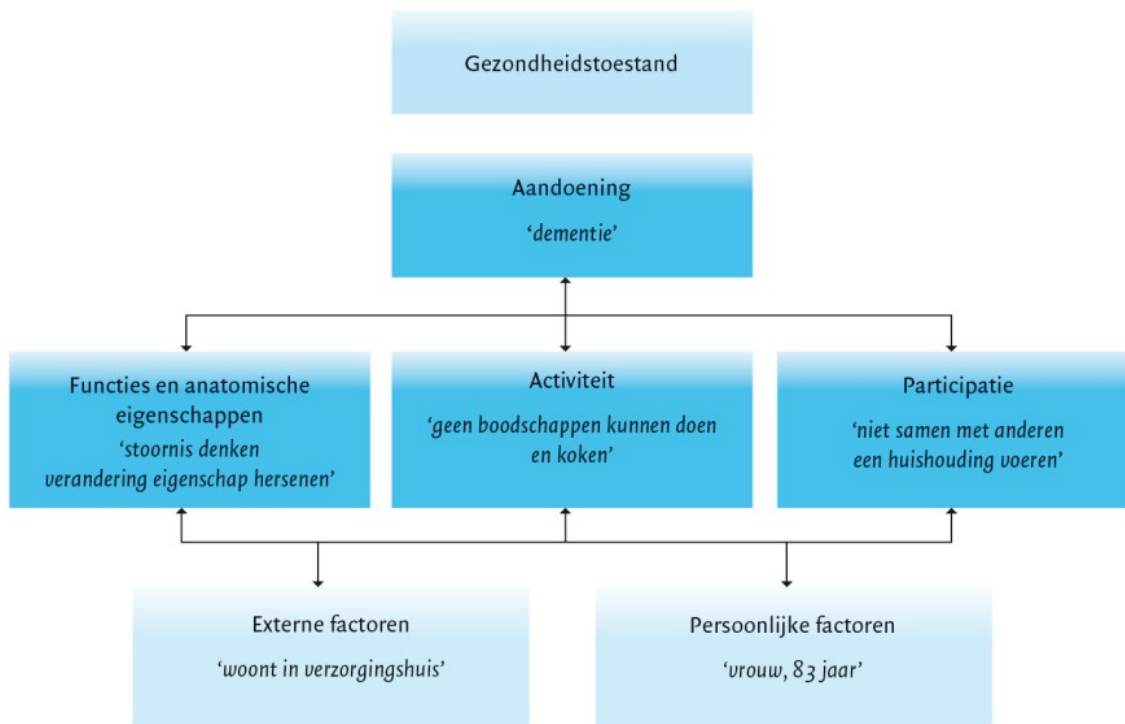 Gezondheidstoestand
Aandoening
‘dementie’
Functies en anatomische
eigenschappen
‘stoornis denken
verandering eigenschap hersenen’
Activiteit
‘geen boodschappen kunnen doen
en koken’
Participatie
‘niet samen met anderen
een huishouding voeren’
Externe factoren
‘woont in verzorgingshuis’
Persoonlijke factoren
‘vrouw, 83 jaar’